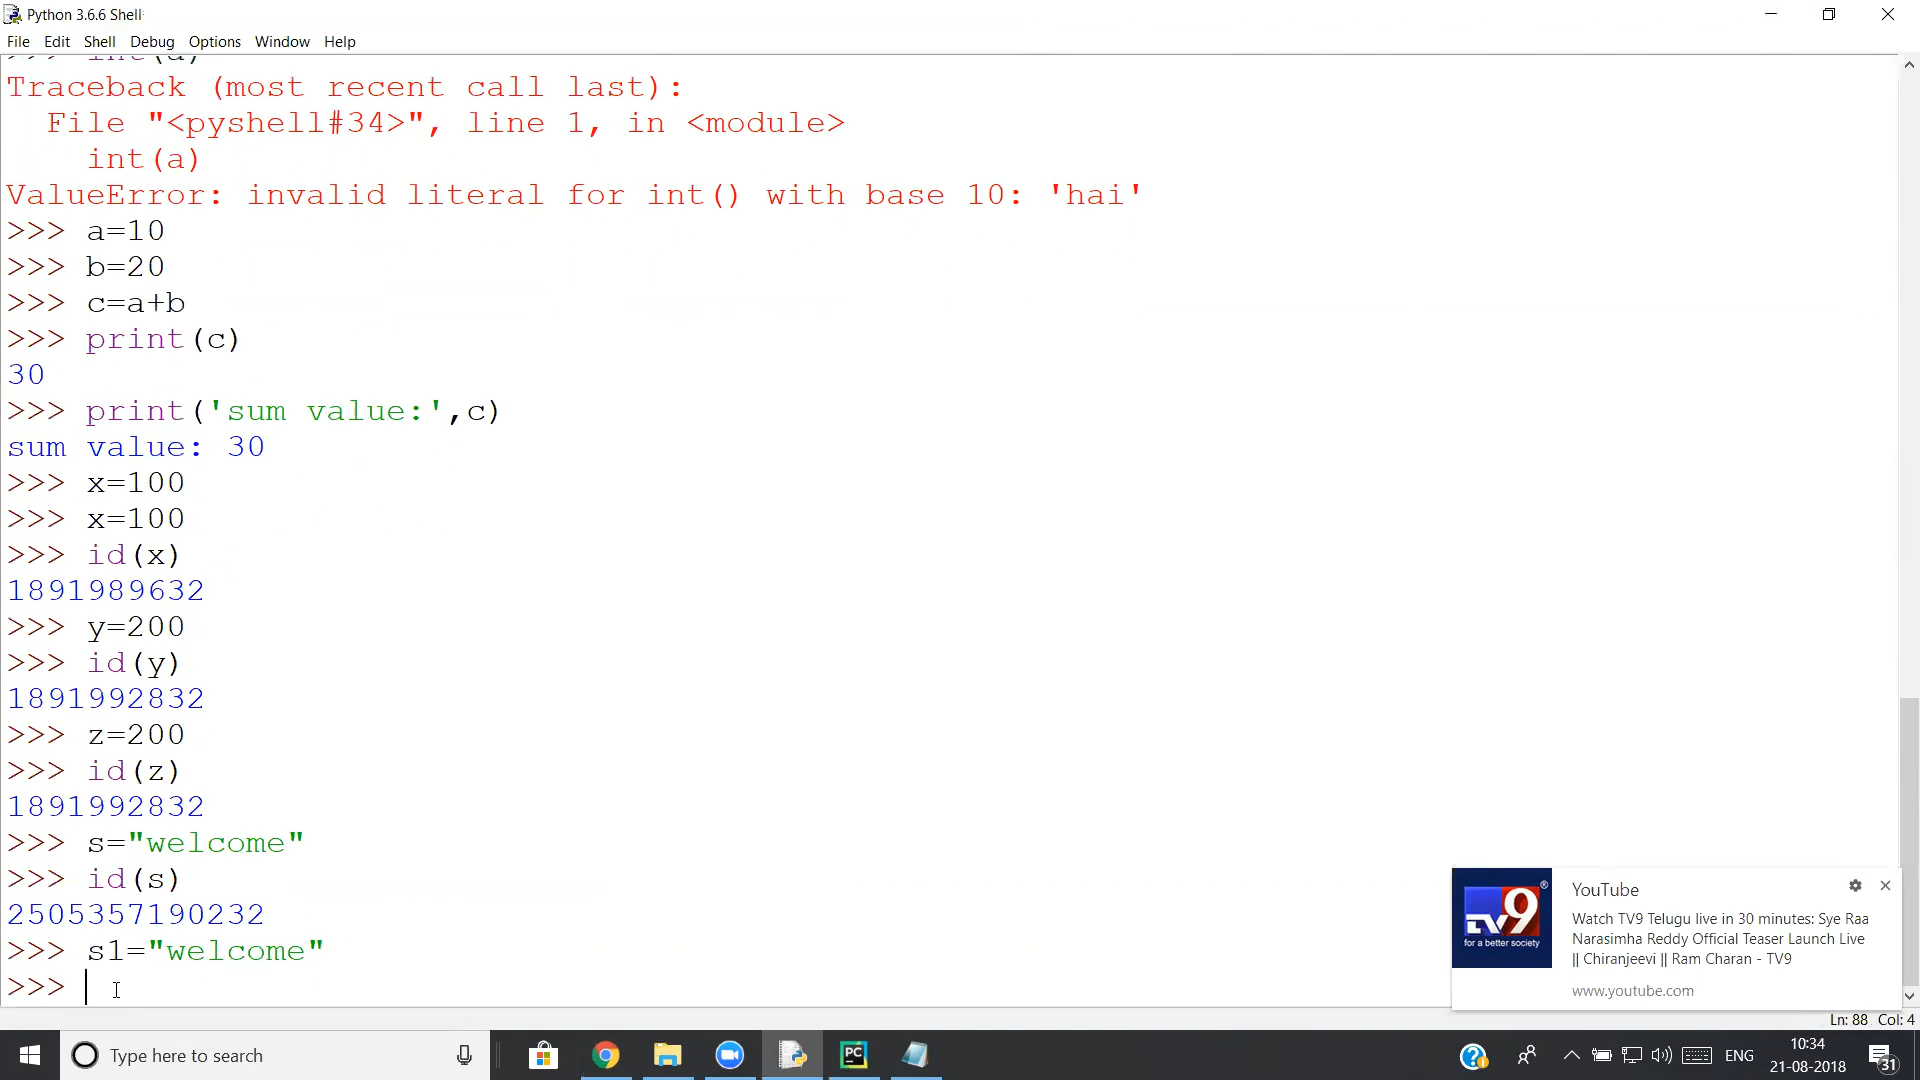 Python 3.6.6 Shell
File Edit Shell Debug Options Window Help
>>> int(a)
Traceback (most recent call last):
  File "<pyshell#34>", line 1, in <module>
    int(a)
ValueError: invalid literal for int() with base 10: 'hai'
>>> a=10
>>> b=20
>>> c=a+b
>>> print(c)
30
>>> print('sum value:',c)
sum value: 30
>>> x=100
>>> x=100
>>> id(x)
1891989632
>>> y=200
>>> id(y)
1891992832
>>> z=200
>>> id(z)
1891992832
>>> s="welcome"
>>> id(s)
2505357190232
>>> s1="welcome"
>>>
TV9
for a better society
YouTube
Watch TV9 Telugu live in 30 minutes: Sye Raa
Narasimha Reddy Official Teaser Launch Live
|| Chiranjeevi || Ram Charan - TV9
www.youtube.com
Ln: 88 Col: 4
Type here to search
PC
ENG
10:34
21-08-2018
31